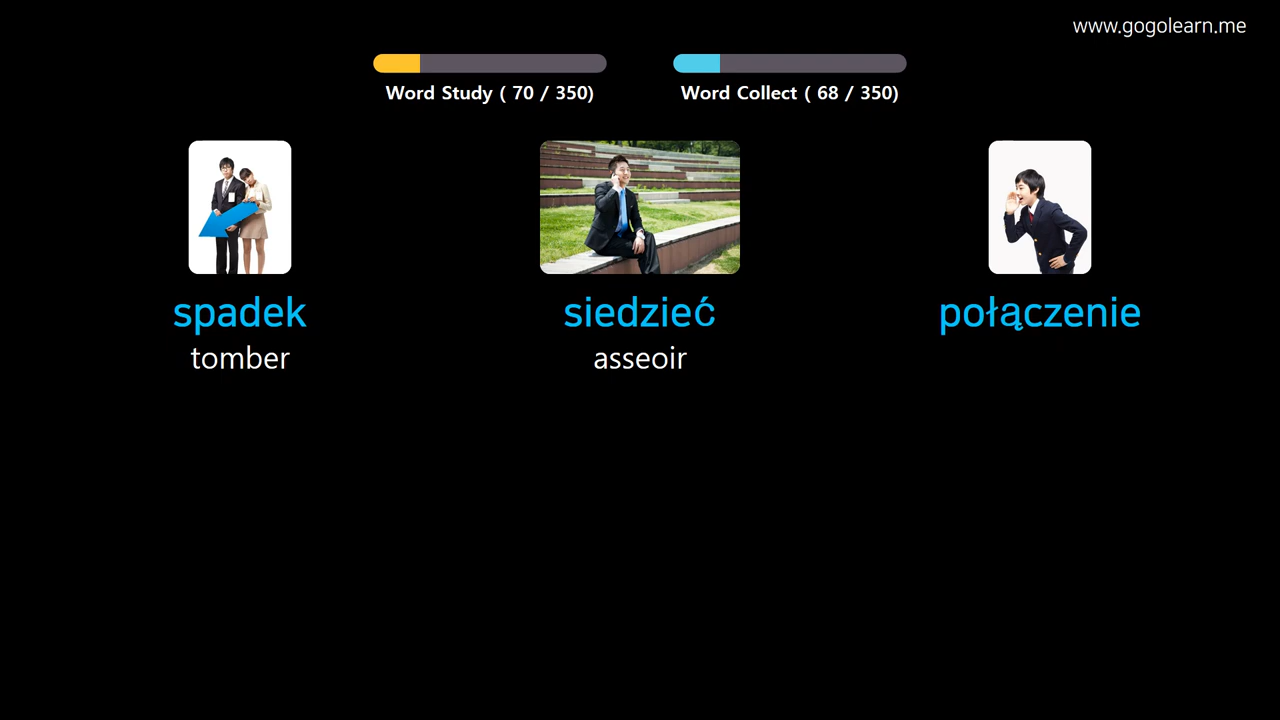 www.gogolearn.me
Word Study ( 70 / 350)
Word Collect ( 68 / 350)
spadek
siedzieć
połączenie
tomber
asseoir